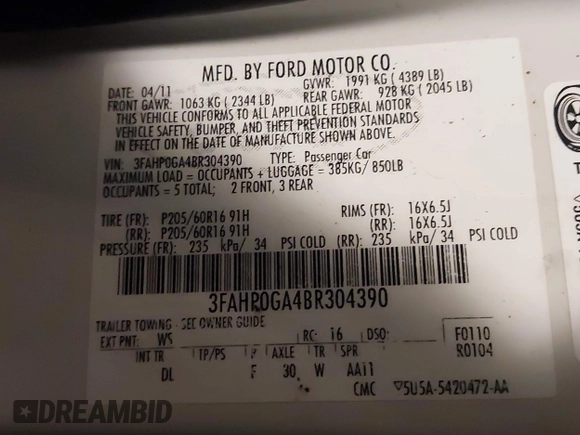 MFD. BY FORD MOTOR CO.
DATE: 04/11 GVWR: 1991 KG ( 4389 LB)
FRONT GAWR: 1063 KG ( 2344 LB) REAR GAWR: 928 KG ( 2045 LB)
THIS VEHICLE CONFORMS TO ALL APPLICABLE FEDERAL MOTOR
VEHICLE SAFETY, BUMPER, AND THEFT PREVENTION STANDARDS
IN EFFECT ON THE DATE OF MANUFACTURE SHOWN ABOVE.
VIN: 3FAHP0GA4BR304390 TYPE: Passenger Car
MAXIMUM LOAD = OCCUPANTS + LUGGAGE = 385KG/ 850LB
OCCUPANTS = 5 TOTAL; 2 FRONT, 3 REAR
TIRE (FR): P205/60R16 91H RIMS (FR): 16X6.5J
(RR): P205/60R16 91H (RR): 16X6.5J
PRESSURE (FR): 235 kPa/ 34 PSI COLD (RR): 235 kPa/ 34 PSI COLD
3FAHP0GA4BR304390
TRAILER TOWING - SEE OWNER GUIDE
EXT PNT: WS RC: 16 DSO: F0110
INT TR TP/PS R AXLE TR SPR R0104
DL F 30 W AA11
CMC ▽5U5A-5420472-AA
DREAMBID